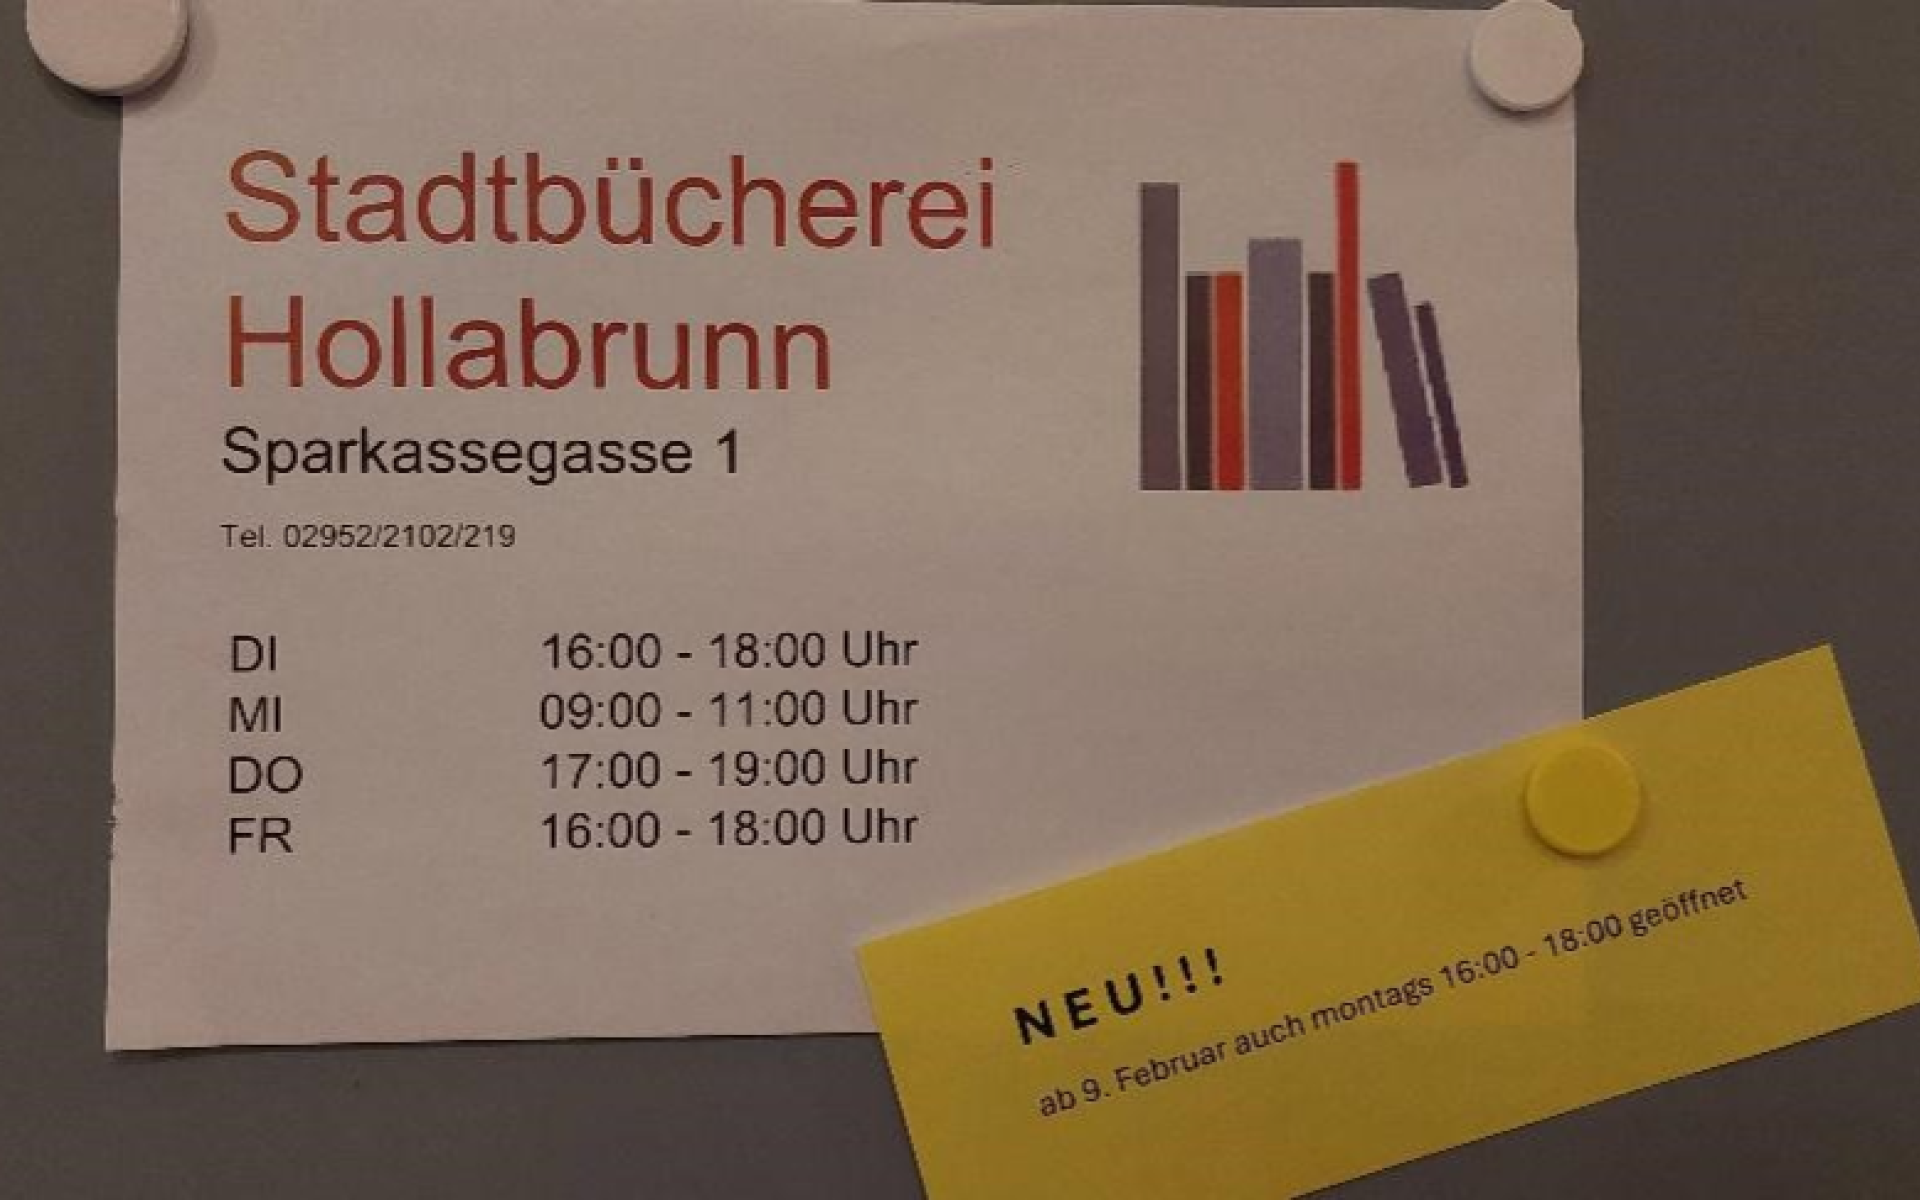 Stadtbücherei
Hollabrunn
Sparkassegasse 1
Tel. 02952/2102/219
DI 16:00 - 18:00 Uhr
MI 09:00 - 11:00 Uhr
DO 17:00 - 19:00 Uhr
FR 16:00 - 18:00 Uhr
NEU!!!
ab 9. Februar auch montags 16:00 - 18:00 geöffnet